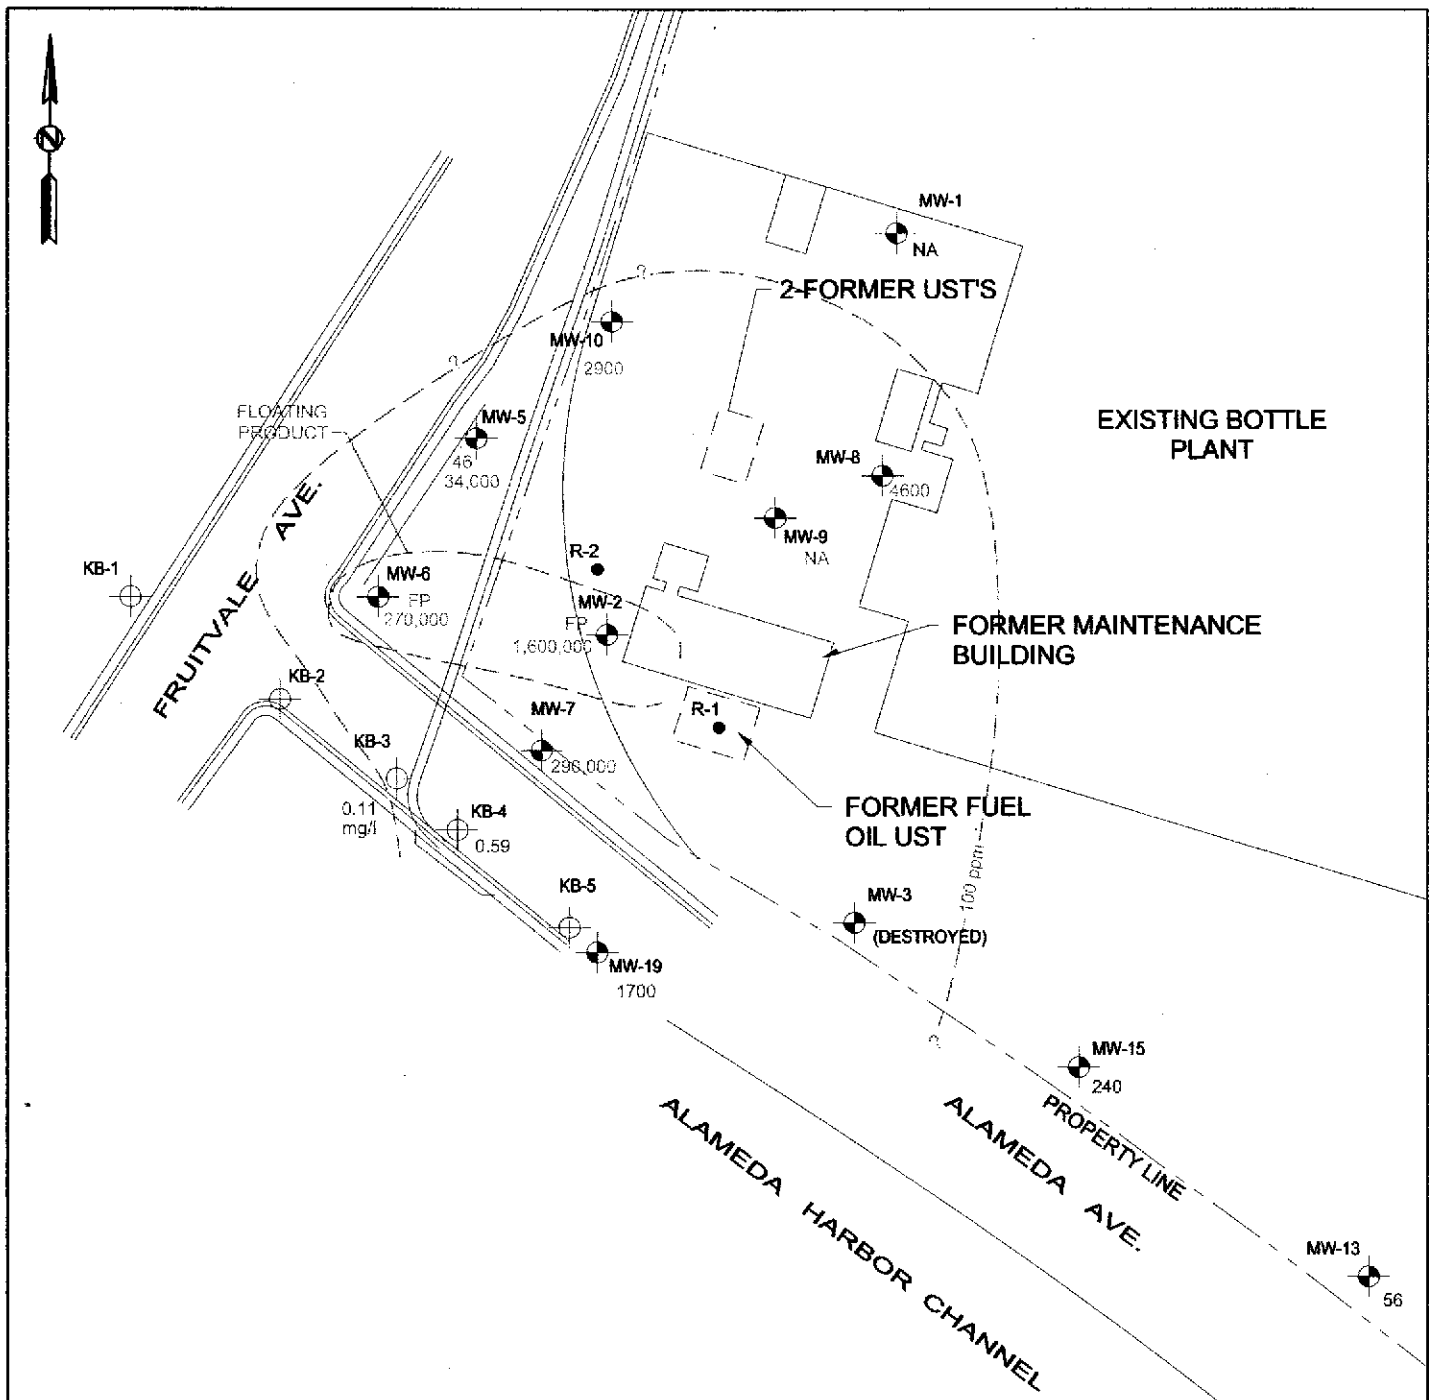 N
MW-1
NA
?
2-FORMER UST'S
MW-10
2900
?
FLOATING
PRODUCT
MW-5
46
34,000
EXISTING BOTTLE
PLANT
MW-8
4600
MW-9
NA
FRUITVALE AVE.
KB-1
R-2
MW-6
FP
270,000
MW-2
FP
1,600,000
FORMER MAINTENANCE
BUILDING
KB-2
R-1
MW-7
KB-3
0.11
mg/l
KB-4
0.59
FORMER FUEL
OIL UST
100 ppm
KB-5
MW-3
(DESTROYED)
MW-19
1700
?
MW-15
240
PROPERTY LINE
ALAMEDA AVE.
ALAMEDA HARBOR CHANNEL
MW-13
56